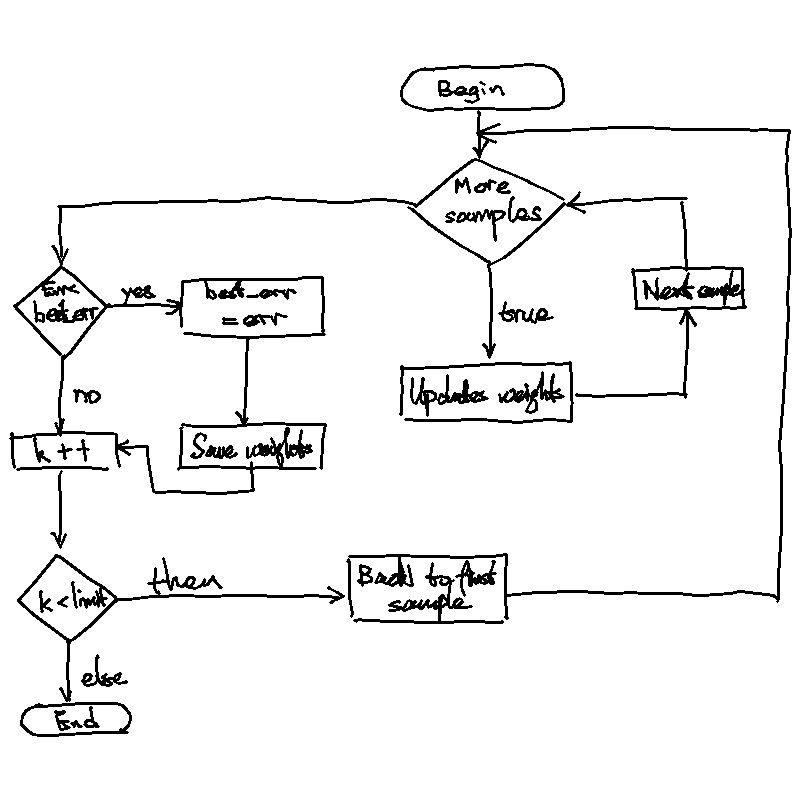 Begin
More
samples
true
Updates weights
Next sample
Err<
best_err
yes
best_err
= err
Save weights
no
k++
k<limit
then
Back to first
sample
else
End